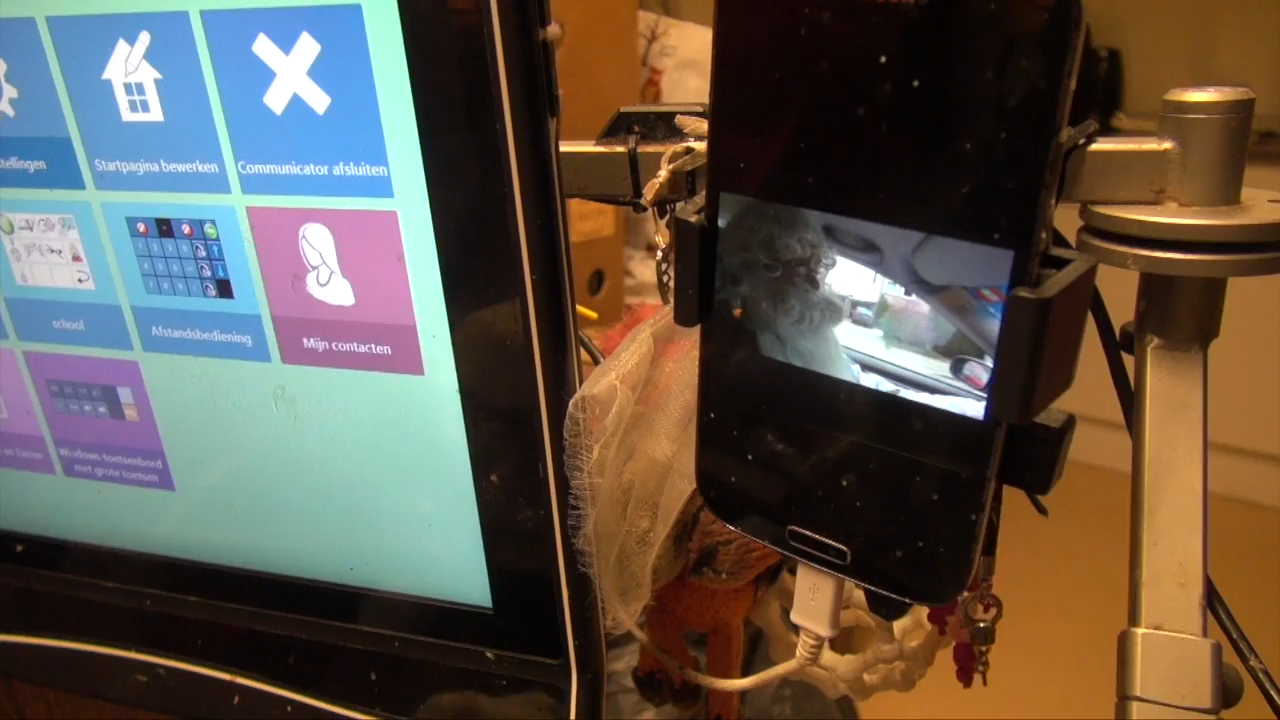 stellingen
Startpagina bewerken
Communicator afsluiten
school
Afstandsbediening
Mijn contacten
Windows-toetsenbord
met grote toetsen